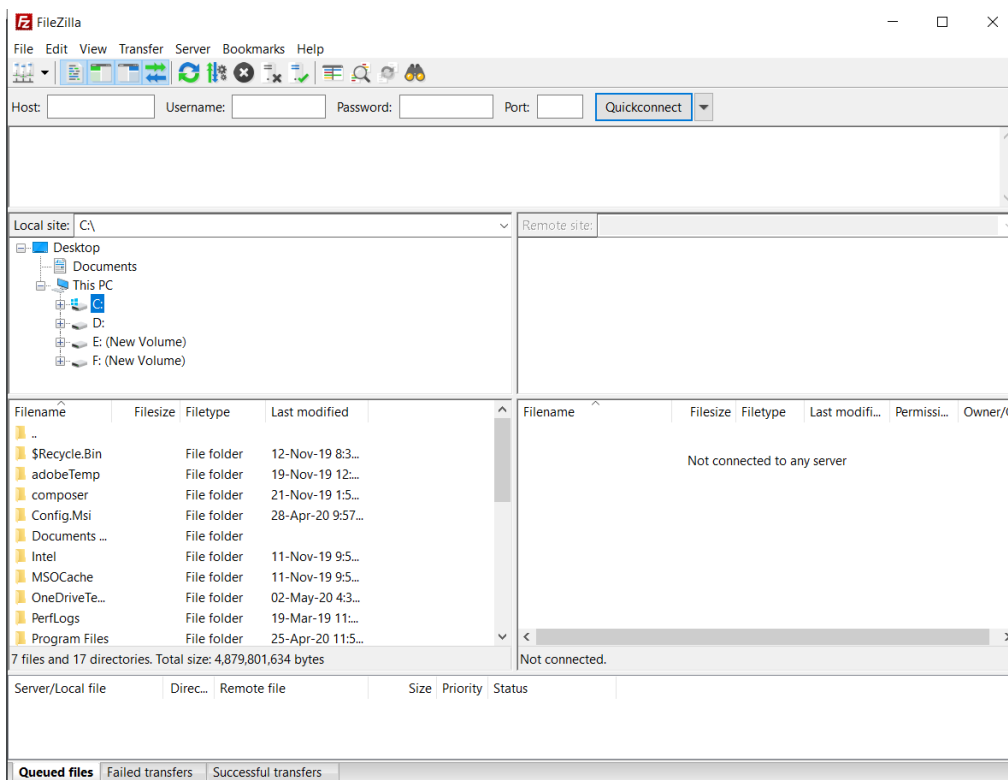 FileZilla
File Edit View Transfer Server Bookmarks Help
Host: Username: Password: Port: Quickconnect
Local site: C:\
Remote site:
Desktop
Documents
This PC
C:
D:
E: (New Volume)
F: (New Volume)
Filename Filesize Filetype Last modified
..
$Recycle.Bin File folder 12-Nov-19 8:3...
adobeTemp File folder 19-Nov-19 12:...
composer File folder 21-Nov-19 1:5...
Config.Msi File folder 28-Apr-20 9:57...
Documents ... File folder
Intel File folder 11-Nov-19 9:5...
MSOCache File folder 11-Nov-19 9:5...
OneDriveTe... File folder 02-May-20 4:3...
PerfLogs File folder 19-Mar-19 11:...
Program Files File folder 25-Apr-20 11:5...
7 files and 17 directories. Total size: 4,879,801,634 bytes
Filename Filesize Filetype Last modifi... Permissi... Owner/
Not connected to any server
Not connected.
Server/Local file Direc... Remote file Size Priority Status
Queued files Failed transfers Successful transfers